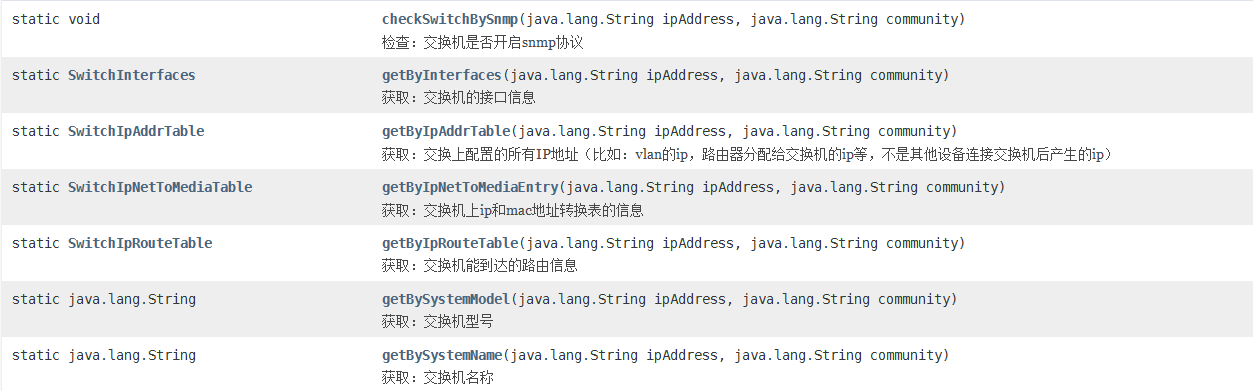 static void checkSwitchBySnmp(java.lang.String ipAddress, java.lang.String community)
检查：交换机是否开启snmp协议
static SwitchInterfaces getByInterfaces(java.lang.String ipAddress, java.lang.String community)
获取：交换机的接口信息
static SwitchIpAddrTable getByIpAddrTable(java.lang.String ipAddress, java.lang.String community)
获取：交换上配置的所有IP地址（比如：vlan的ip，路由器分配给交换机的ip等，不是其他设备连接交换机后产生的ip）
static SwitchIpNetToMediaTable getByIpNetToMediaEntry(java.lang.String ipAddress, java.lang.String community)
获取：交换机上ip和mac地址转换表的信息
static SwitchIpRouteTable getByIpRouteTable(java.lang.String ipAddress, java.lang.String community)
获取：交换机能到达的路由信息
static java.lang.String getBySystemModel(java.lang.String ipAddress, java.lang.String community)
获取：交换机型号
static java.lang.String getBySystemName(java.lang.String ipAddress, java.lang.String community)
获取：交换机名称